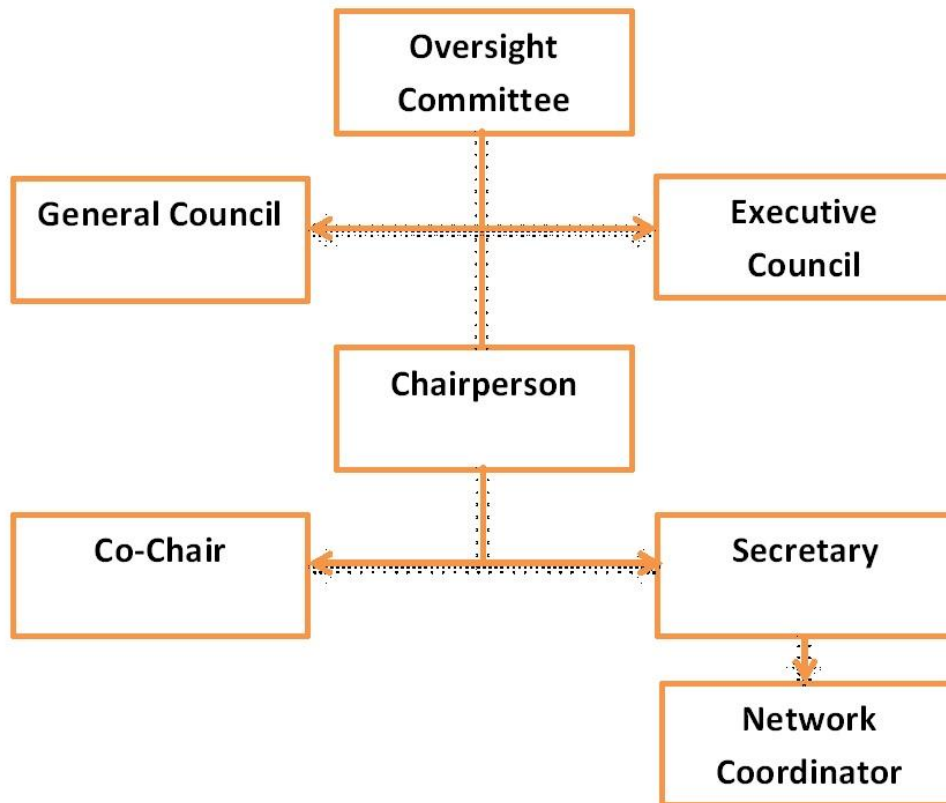 Oversight
Committee
General Council
Executive
Council
Chairperson
Co-Chair
Secretary
Network
Coordinator